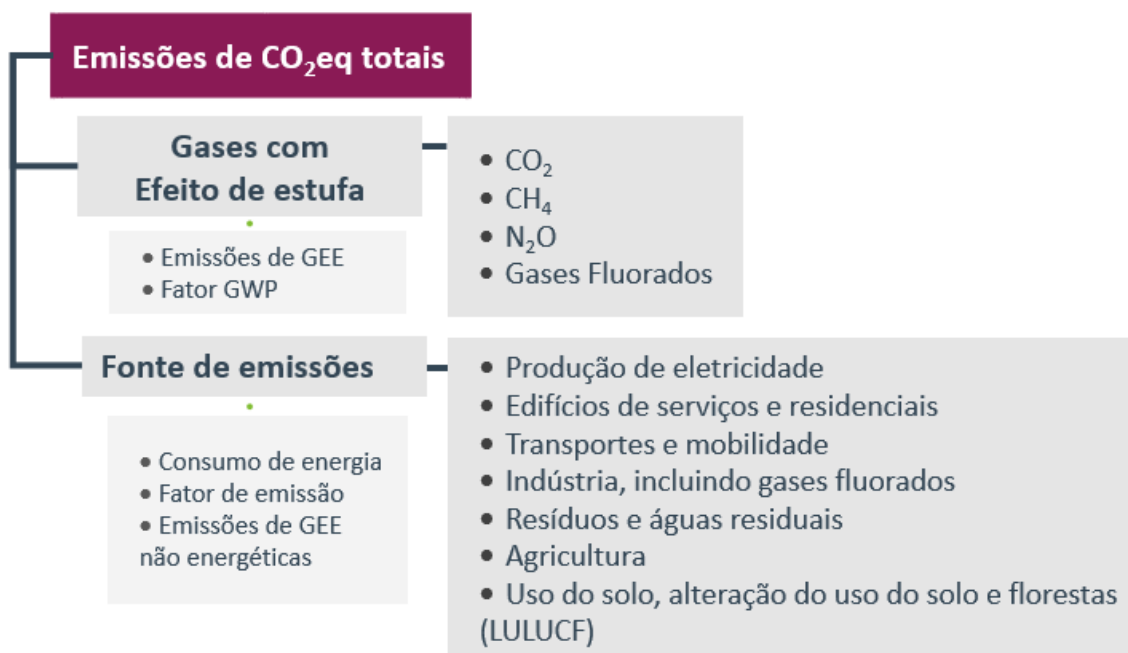 Emissões de CO₂eq totais
Gases com
Efeito de estufa
• CO₂
• CH₄
• N₂O
• Gases Fluorados
• Emissões de GEE
• Fator GWP
Fonte de emissões
• Produção de eletricidade
• Edifícios de serviços e residenciais
• Transportes e mobilidade
• Indústria, incluindo gases fluorados
• Resíduos e águas residuais
• Agricultura
• Uso do solo, alteração do uso do solo e florestas
(LULUCF)
• Consumo de energia
• Fator de emissão
• Emissões de GEE
não energéticas